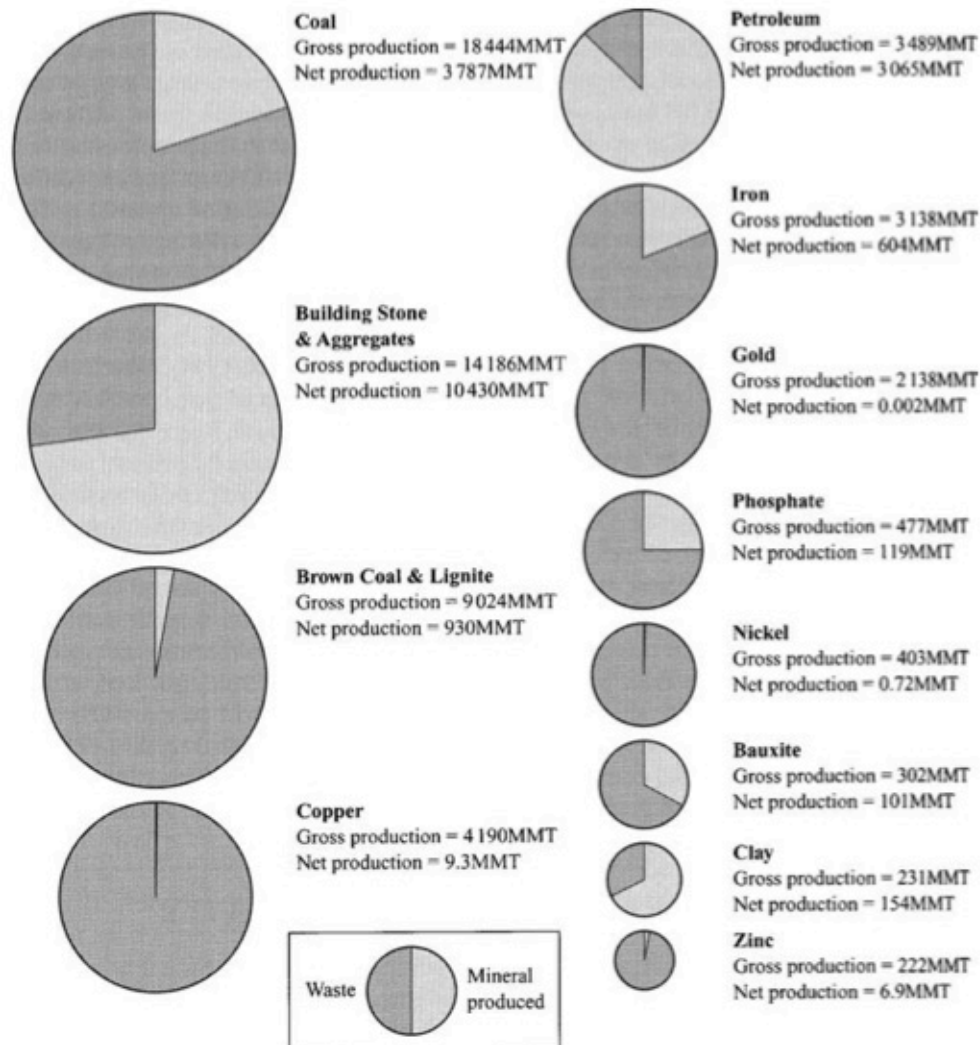 Coal
Gross production = 18 444MMT
Net production = 3 787MMT
Building Stone
& Aggregates
Gross production = 14 186MMT
Net production = 10 430MMT
Brown Coal & Lignite
Gross production = 9 024MMT
Net production = 930MMT
Copper
Gross production = 4 190MMT
Net production = 9.3MMT
Waste
Mineral
produced
Petroleum
Gross production = 3 489MMT
Net production = 3 065MMT
Iron
Gross production = 3 138MMT
Net production = 604MMT
Gold
Gross production = 2 138MMT
Net production = 0.002MMT
Phosphate
Gross production = 477MMT
Net production = 119MMT
Nickel
Gross production = 403MMT
Net production = 0.72MMT
Bauxite
Gross production = 302MMT
Net production = 101MMT
Clay
Gross production = 231MMT
Net production = 154MMT
Zinc
Gross production = 222MMT
Net production = 6.9MMT